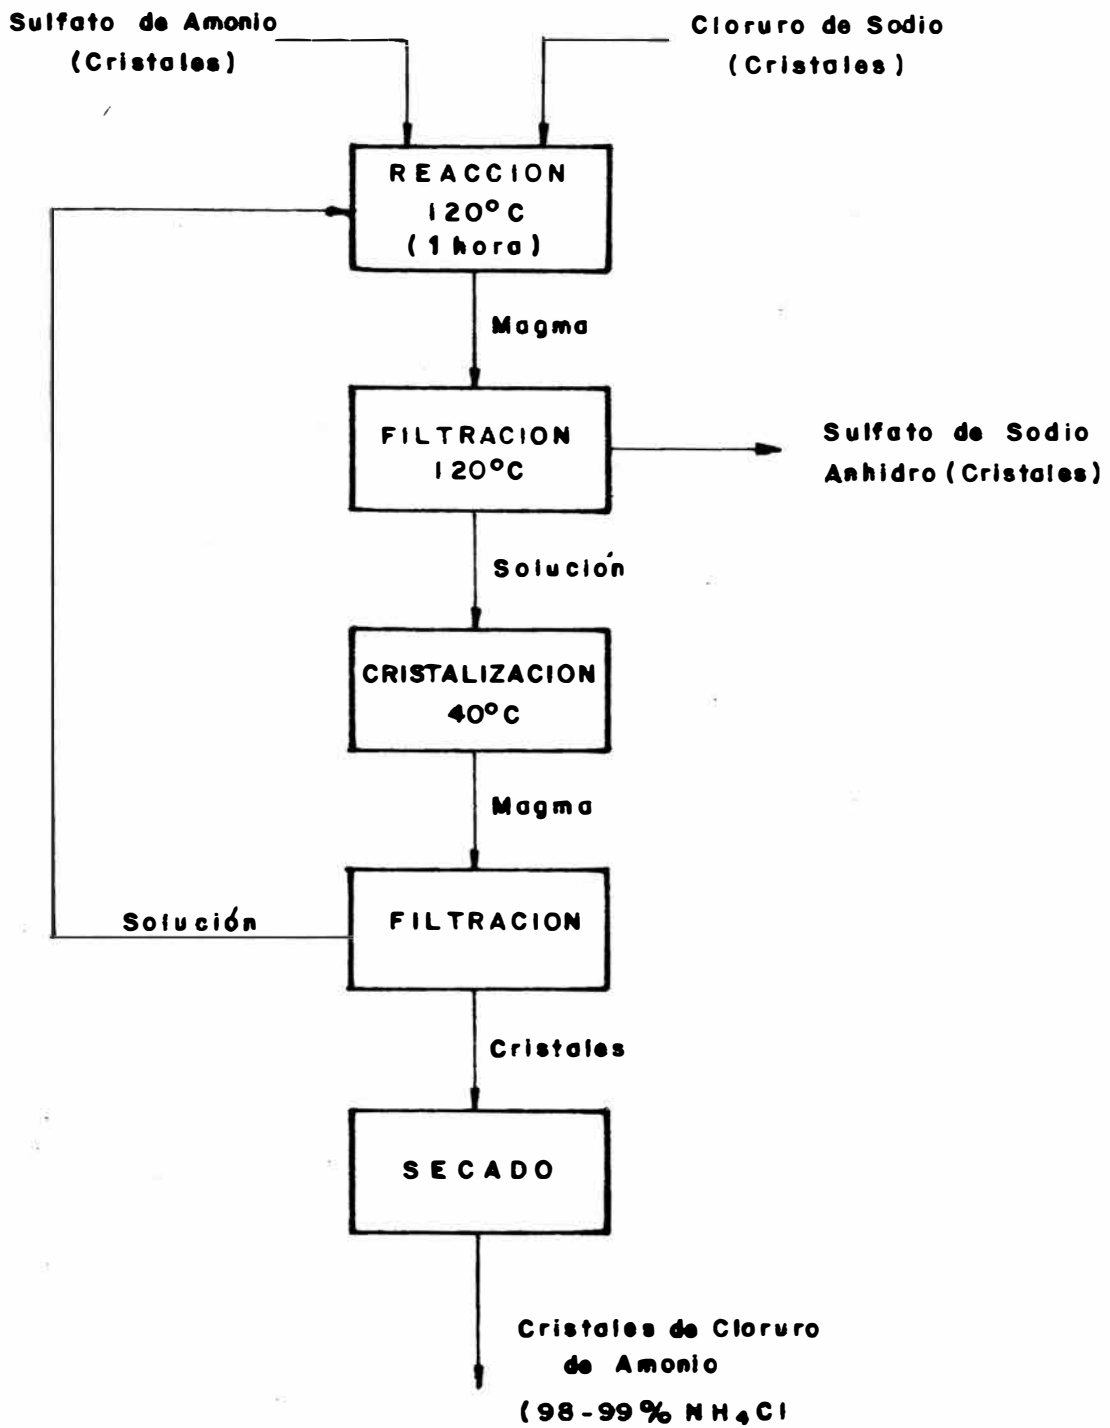 Sulfato de Amonio
(Cristales)
Cloruro de Sodio
(Cristales)
REACCION
120°C
(1 hora)
Magma
FILTRACION
120°C
Sulfato de Sodio
Anhidro (Cristales)
Solución
CRISTALIZACION
40°C
Magma
FILTRACION
Solución
Cristales
SECADO
Cristales de Cloruro
de Amonio
(98-99% NH₄Cl